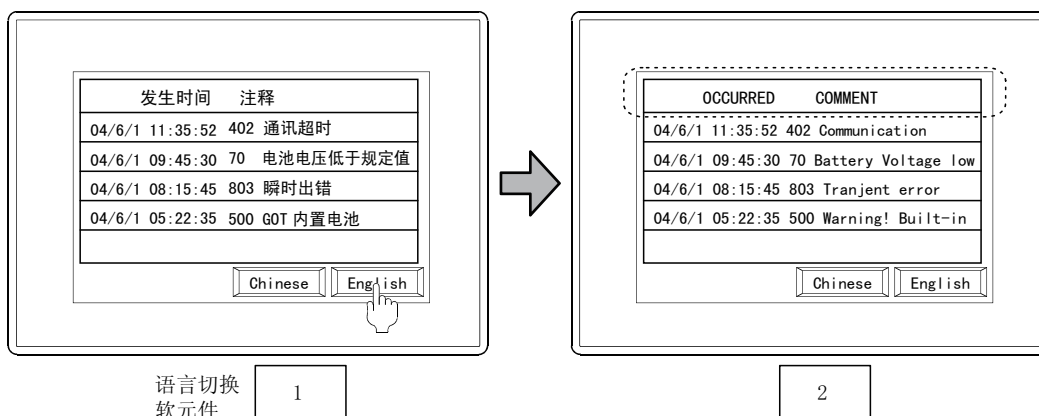 发生时间 注释
04/6/1 11:35:52 402 通讯超时
04/6/1 09:45:30 70 电池电压低于规定值
04/6/1 08:15:45 803 瞬时出错
04/6/1 05:22:35 500 GOT 内置电池
Chinese English
OCCURRED COMMENT
04/6/1 11:35:52 402 Communication
04/6/1 09:45:30 70 Battery Voltage low
04/6/1 08:15:45 803 Tranjent error
04/6/1 05:22:35 500 Warning! Built-in
Chinese English
语言切换
软元件
1
2